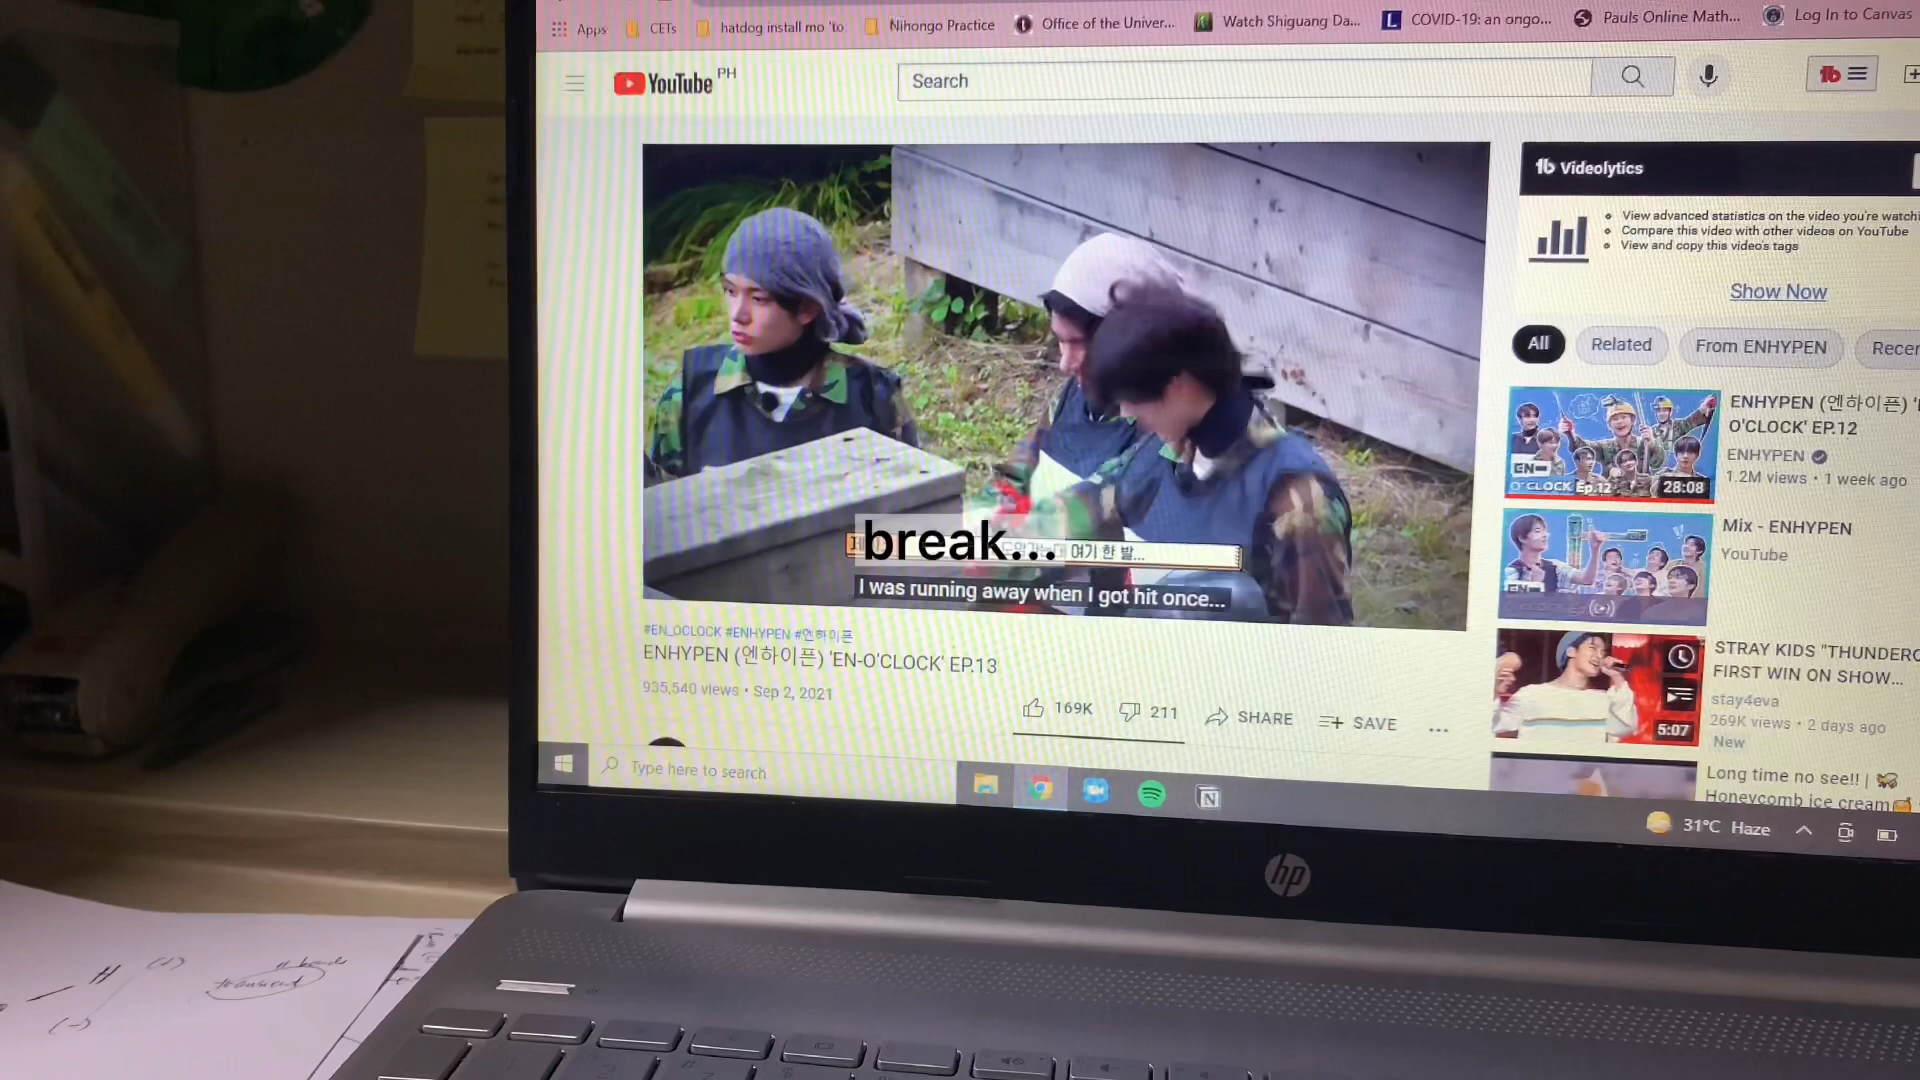 Apps CETs hatdog install mo 'to Nihongo Practice Office of the Univer... Watch Shiguang Da... COVID-19: an ongo... Pauls Online Math... Log In to Canvas
YouTube PH
Search
Videolytics
View advanced statistics on the video you're watchi
Compare this video with other videos on YouTube
View and copy this video's tags
Show Now
All Related From ENHYPEN Recer
여기 한 발...
break...
I was running away when I got hit once...
#EN_OCLOCK #ENHYPEN #엔하이픈
ENHYPEN (엔하이픈) 'EN-O'CLOCK' EP.13
935,540 views • Sep 2, 2021
169K 211 SHARE SAVE ...
EN-
O'CLOCK Ep.12
28:08
ENHYPEN (엔하이픈) 'E
O'CLOCK' EP.12
ENHYPEN
1.2M views • 1 week ago
Mix - ENHYPEN
YouTube
STRAY KIDS "THUNDERC
FIRST WIN ON SHOW...
stay4eva
269K views • 2 days ago
New
5:07
Long time no see!! |
Honeycomb ice cream
Type here to search
31°C Haze
hp
H
(-)